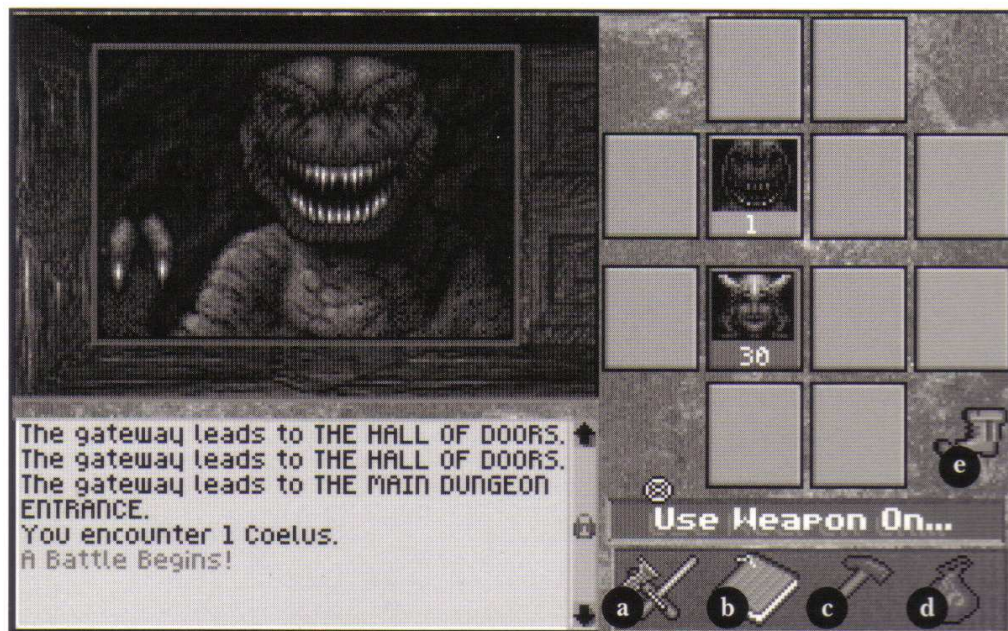 The gateway leads to THE HALL OF DOORS.
The gateway leads to THE HALL OF DOORS.
The gateway leads to THE MAIN DUNGEON
ENTRANCE.
You encounter 1 Coelus.
A Battle Begins!
1
30
e
Use Weapon On...
a
b
c
d